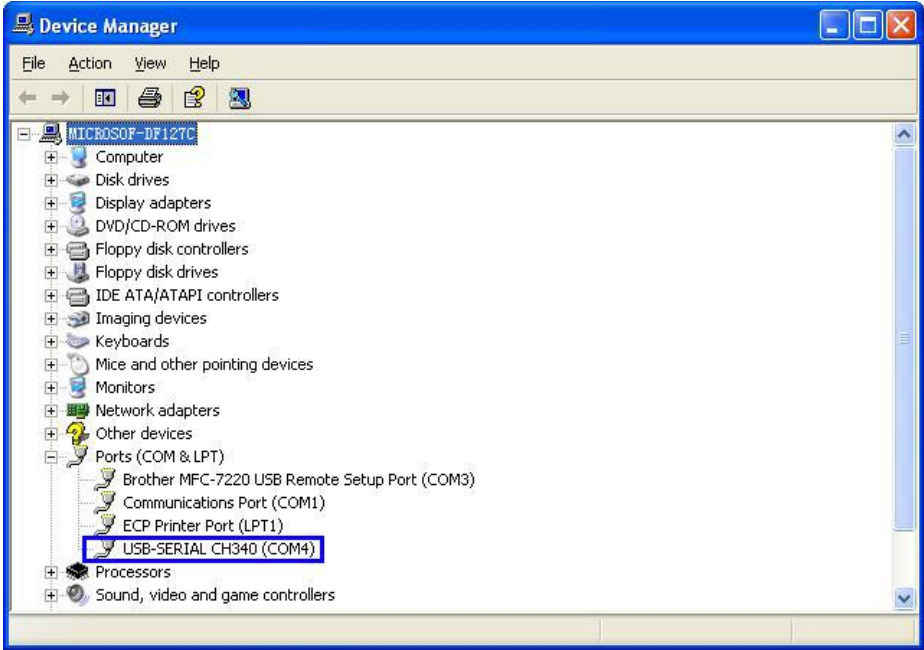 Device Manager
File Action View Help
MICROSOF-DF127C
Computer
Disk drives
Display adapters
DVD/CD-ROM drives
Floppy disk controllers
Floppy disk drives
IDE ATA/ATAPI controllers
Imaging devices
Keyboards
Mice and other pointing devices
Monitors
Network adapters
Other devices
Ports (COM & LPT)
Brother MFC-7220 USB Remote Setup Port (COM3)
Communications Port (COM1)
ECP Printer Port (LPT1)
USB-SERIAL CH340 (COM4)
Processors
Sound, video and game controllers